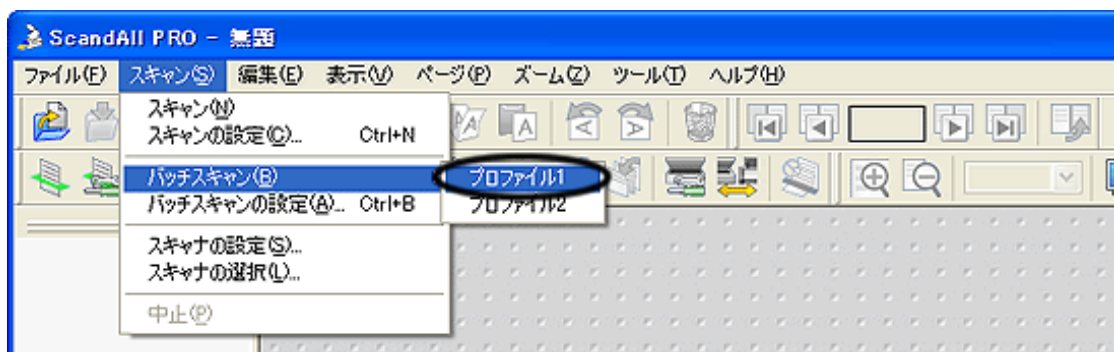 ScandAll PRO - 無題
ファイル(F) スキャン(S) 編集(E) 表示(V) ページ(P) ズーム(Z) ツール(T) ヘルプ(H)
スキャン(N)
スキャンの設定(C)... Ctrl+N
バッチスキャン(B)
プロファイル1
バッチスキャンの設定(A)... Ctrl+B
プロファイル2
スキャナの設定(S)...
スキャナの選択(L)...
中止(P)